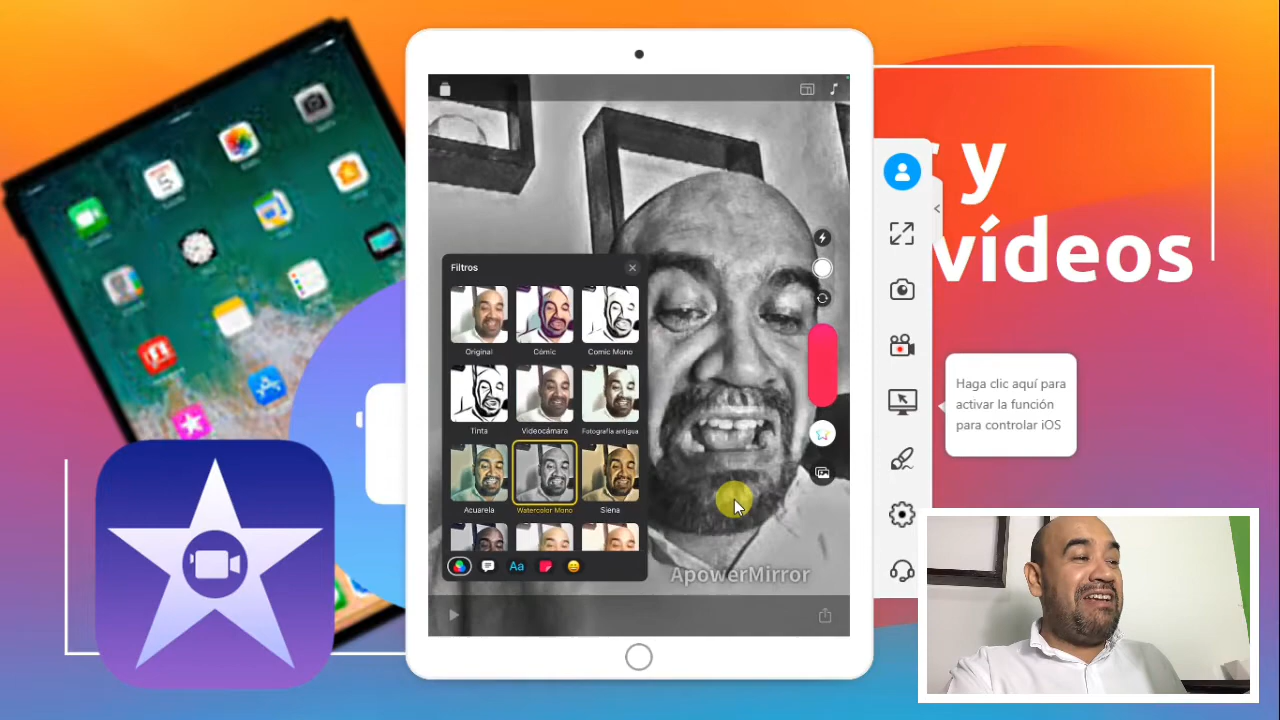 y
vídeos
Filtros
Original
Cómic
Comic Mono
Tinta
Videocámara
Fotografía antigua
Acuarela
Watercolor Mono
Siena
Aa
ApowerMirror
Haga clic aquí para
activar la función
para controlar iOS
5